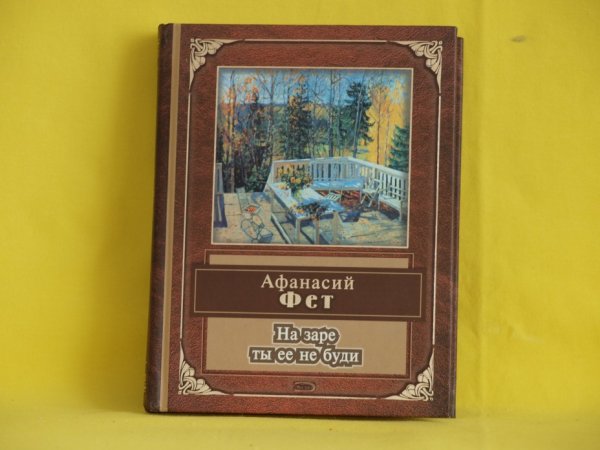 Афанасий
Фет
На заре
ты ее не буди